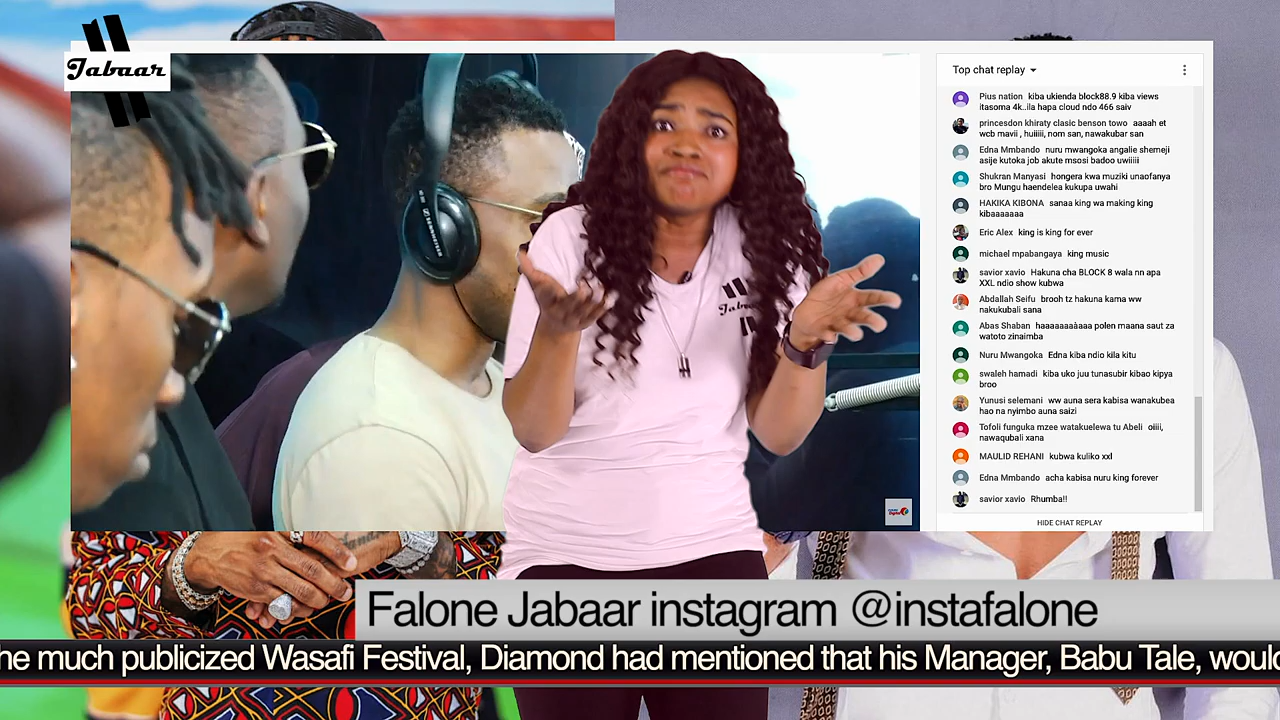 Jabaar
Top chat replay
Pius nation kiba ukienda block88.9 kiba views
itasoma 4k..ila hapa cloud ndo 466 saiv
princesdon khiraty clasic benson towo aaaah et
wcb mavii , huiiiii, nom san, nawakubar san
Edna Mmbando nuru mwangoka angalie shemeji
asije kutoka job akute msosi badoo uwiiiii
Shukran Manyasi hongera kwa muziki unaofanya
bro Mungu haendelea kukupa uwahi
HAKIKA KIBONA sanaa king wa making king
kibaaaaaaa
Eric Alex king is king for ever
michael mpabangaya king music
savior xavio Hakuna cha BLOCK 8 wala nn apa
XXL ndio show kubwa
Abdallah Seifu brooh tz hakuna kama ww
nakukubali sana
Abas Shaban haaaaaaaàaaa polen maana saut za
watoto zinaimba
Nuru Mwangoka Edna kiba ndio kila kitu
swaleh hamadi kiba uko juu tunasubir kibao kipya
broo
Yunusi selemani ww auna sera kabisa wanakubea
hao na nyimbo auna saizi
Tofoli funguka mzee watakuelewa tu Abeli oiiii,
nawaqubali xana
MAULID REHANI kubwa kuliko xxl
Edna Mmbando acha kabisa nuru king forever
savior xavio Rhumba!!
HIDE CHAT REPLAY
Falone Jabaar instagram @instafalone
he much publicized Wasafi Festival, Diamond had mentioned that his Manager, Babu Tale, would